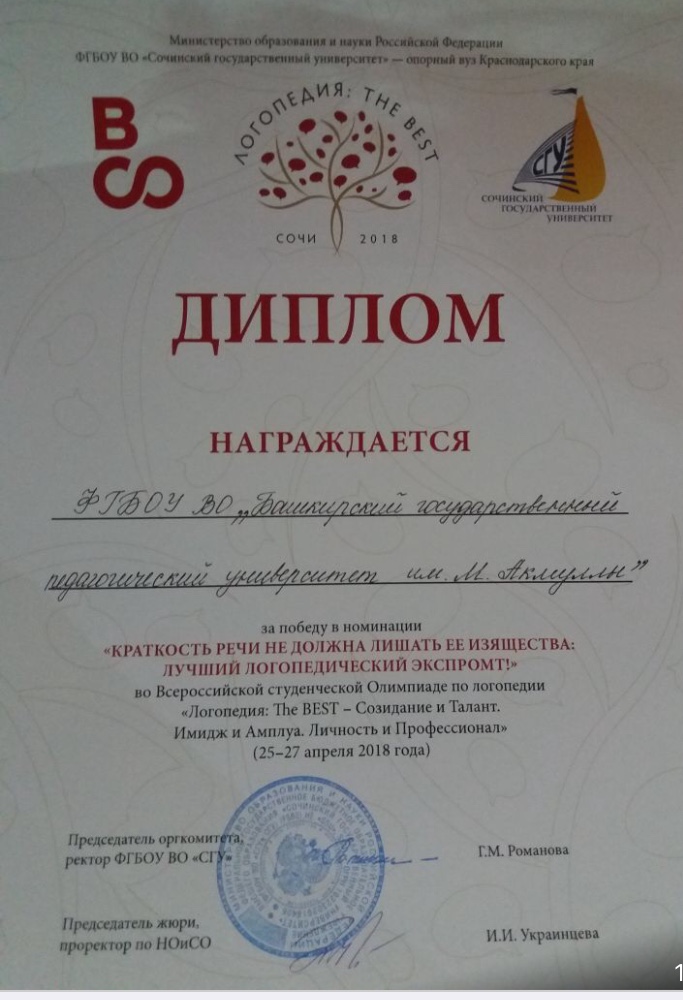 Министерство образования и науки Российской Федерации
ФГБОУ ВО «Сочинский государственный университет» — опорный вуз Краснодарского края
В
СО
ЛОГОПЕДИЯ: THE BEST
СОЧИ 2018
СГУ
СОЧИНСКИЙ
ГОСУДАРСТВЕННЫЙ
УНИВЕРСИТЕТ
ДИПЛОМ
НАГРАЖДАЕТСЯ
ФГБОУ ВО „Башкирский государственный
педагогический университет им. М. Акмуллы”
за победу в номинации
«КРАТКОСТЬ РЕЧИ НЕ ДОЛЖНА ЛИШАТЬ ЕЕ ИЗЯЩЕСТВА:
ЛУЧШИЙ ЛОГОПЕДИЧЕСКИЙ ЭКСПРОМТ!»
во Всероссийской студенческой Олимпиаде по логопедии
«Логопедия: The BEST – Созидание и Талант.
Имидж и Амплуа. Личность и Профессионал»
(25–27 апреля 2018 года)
Председатель оргкомитета,
ректор ФГБОУ ВО «СГУ»
Г.М. Романова
Председатель жюри,
проректор по НОиСО
И.И. Украинцева
1